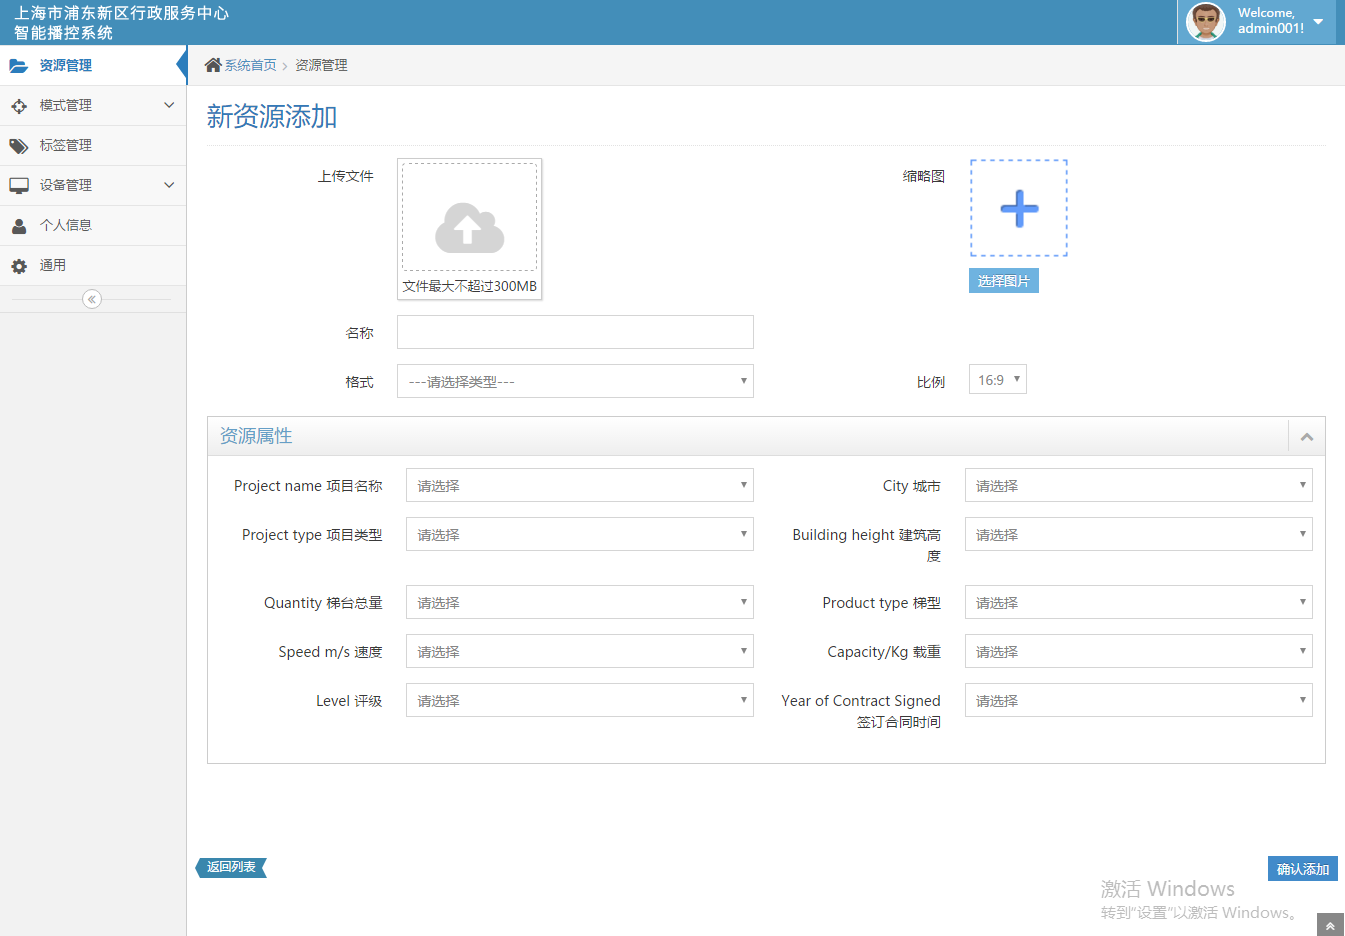 上海市浦东新区行政服务中心
智能播控系统
Welcome,
admin001!
资源管理
模式管理
标签管理
设备管理
个人信息
通用
系统首页 > 资源管理
新资源添加
上传文件
文件最大不超过300MB
缩略图
选择图片
名称
格式 ---请选择类型---
比例 16:9
资源属性
Project name 项目名称 请选择
City 城市 请选择
Project type 项目类型 请选择
Building height 建筑高
度
请选择
Quantity 梯台总量 请选择
Product type 梯型 请选择
Speed m/s 速度 请选择
Capacity/Kg 载重 请选择
Level 评级 请选择
Year of Contract Signed
签订合同时间
请选择
返回列表
确认添加
激活 Windows
转到"设置"以激活 Windows。